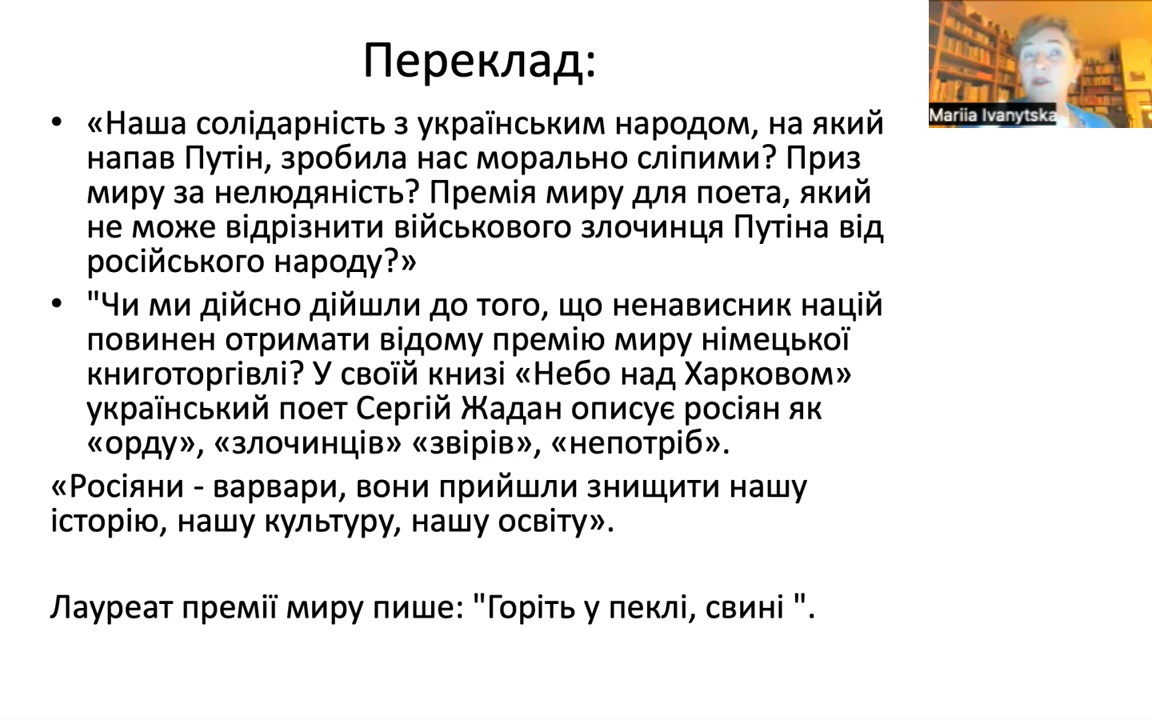 Переклад:
• «Наша солідарність з українським народом, на який
напав Путін, зробила нас морально сліпими? Приз
миру за нелюдяність? Премія миру для поета, який
не може відрізнити військового злочинця Путіна від
російського народу?»
• "Чи ми дійсно дійшли до того, що ненависник націй
повинен отримати відому премію миру німецької
книготоргівлі? У своїй книзі «Небо над Харковом»
український поет Сергій Жадан описує росіян як
«орду», «злочинців» «звірів», «непотріб».
«Росіяни - варвари, вони прийшли знищити нашу
історію, нашу культуру, нашу освіту».
Лауреат премії миру пише: "Горіть у пеклі, свині ".
Mariia Ivanytska